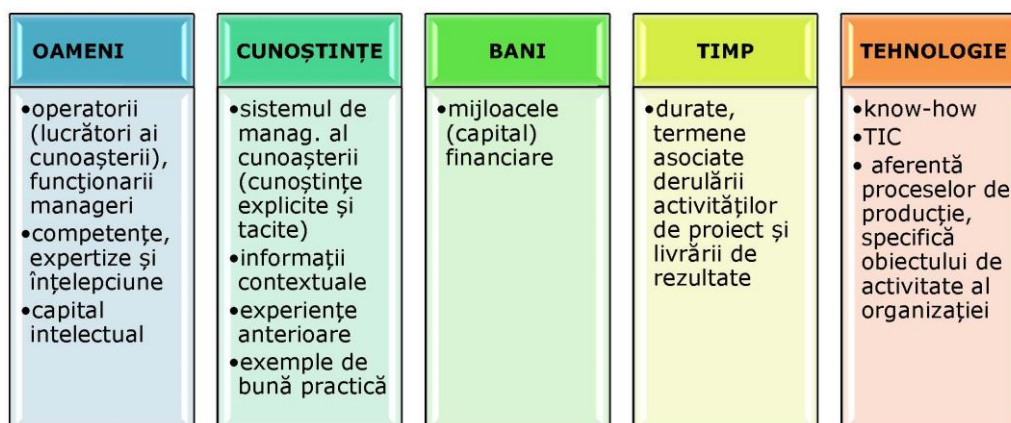 OAMENI
•operatorii
(lucrători ai
cunoașterii),
funcţionarii
manageri
•competențe,
expertize și
înțelepciune
•capital
intelectual
CUNOȘTINȚE
•sistemul de
manag. al
cunoașterii
(cunoștințe
explicite și
tacite)
•informații
contextuale
•experiențe
anterioare
•exemple de
bună practică
BANI
•mijloacele
(capital)
financiare
TIMP
•durate,
termene
asociate
derulării
activităților
de proiect și
livrării de
rezultate
TEHNOLOGIE
•know-how
•TIC
• aferentă
proceselor de
producție,
specifică
obiectului de
activitate al
organizației